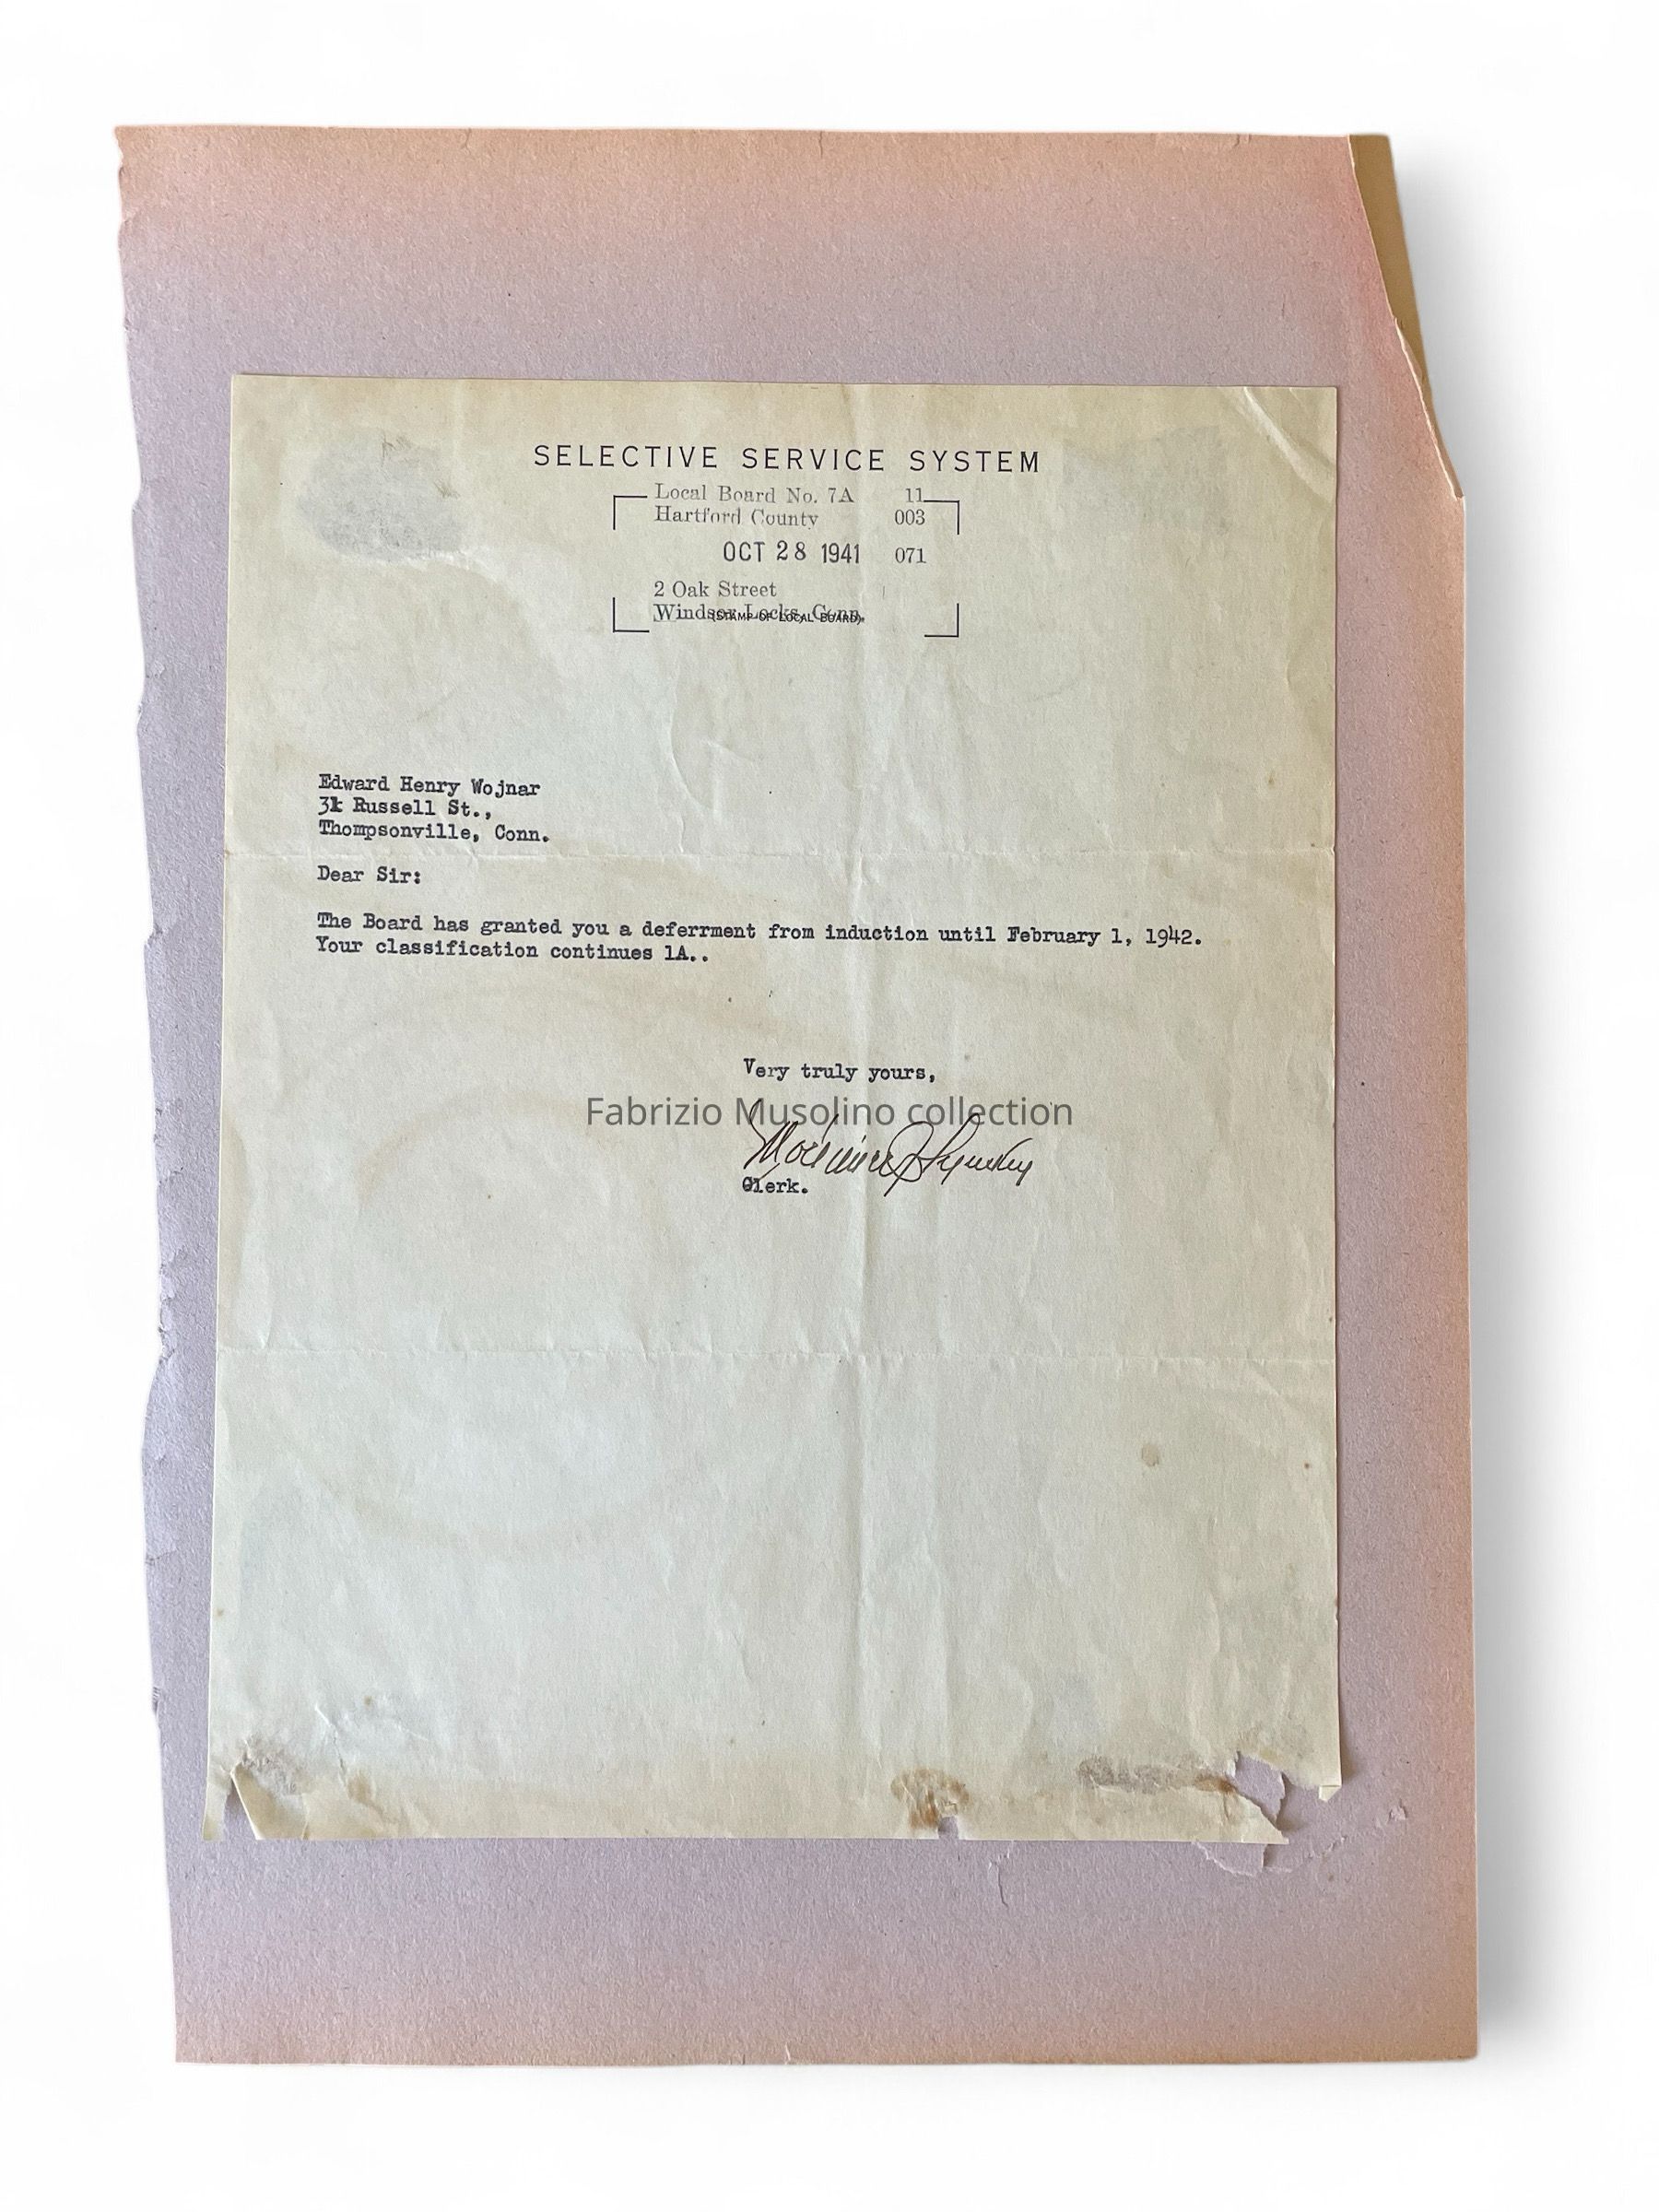 SELECTIVE SERVICE SYSTEM
Local Board No. 7A 11
Hartford County 003
OCT 28 1941 071
2 Oak Street
Windsor Locks, Conn.
(STAMP OF LOCAL BOARD)
Edward Henry Wojnar
Russell St.,
Thompsonville, Conn.
Dear Sir:
The Board has granted you a deferrment from induction until February 1, 1942.
Your classification continues 1A..
Very truly yours,
Fabrizio Musolino collection
Clerk.